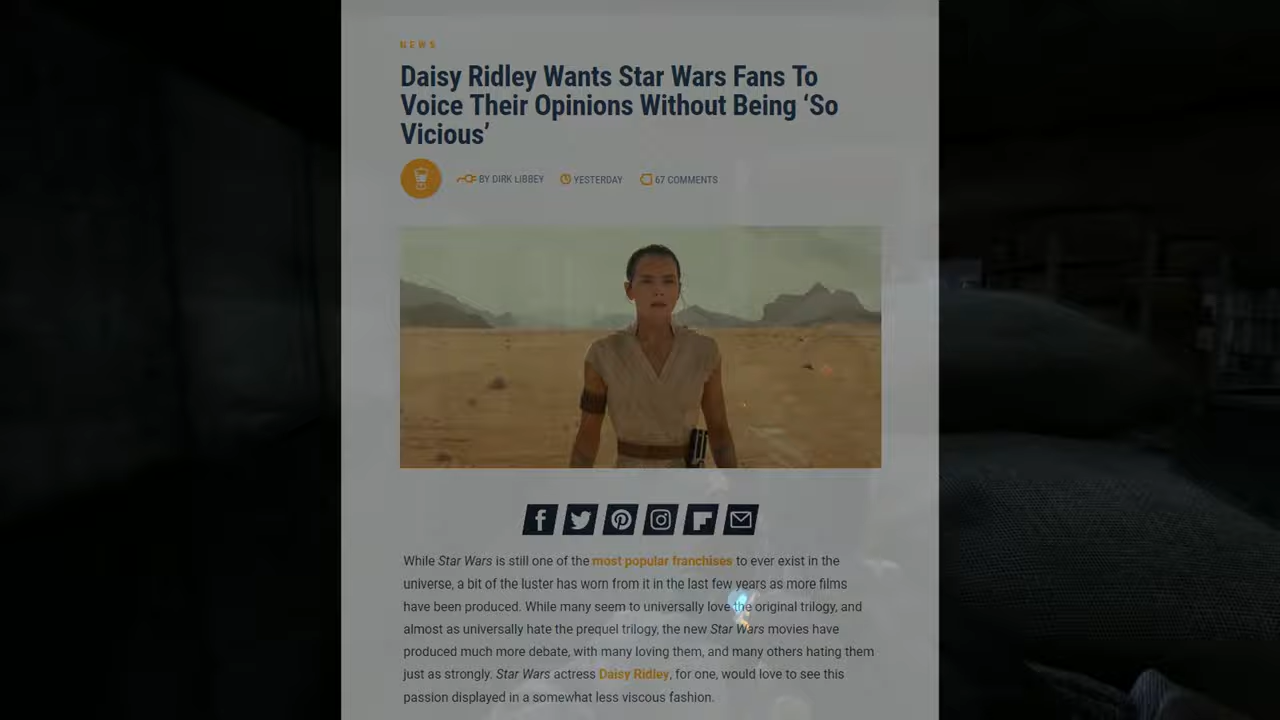 NEWS
Daisy Ridley Wants Star Wars Fans To
Voice Their Opinions Without Being ‘So
Vicious’
BY DIRK LIBBEY YESTERDAY 67 COMMENTS
While Star Wars is still one of the most popular franchises to ever exist in the
universe, a bit of the luster has worn from it in the last few years as more films
have been produced. While many seem to universally love the original trilogy, and
almost as universally hate the prequel trilogy, the new Star Wars movies have
produced much more debate, with many loving them, and many others hating them
just as strongly. Star Wars actress Daisy Ridley, for one, would love to see this
passion displayed in a somewhat less viscous fashion.